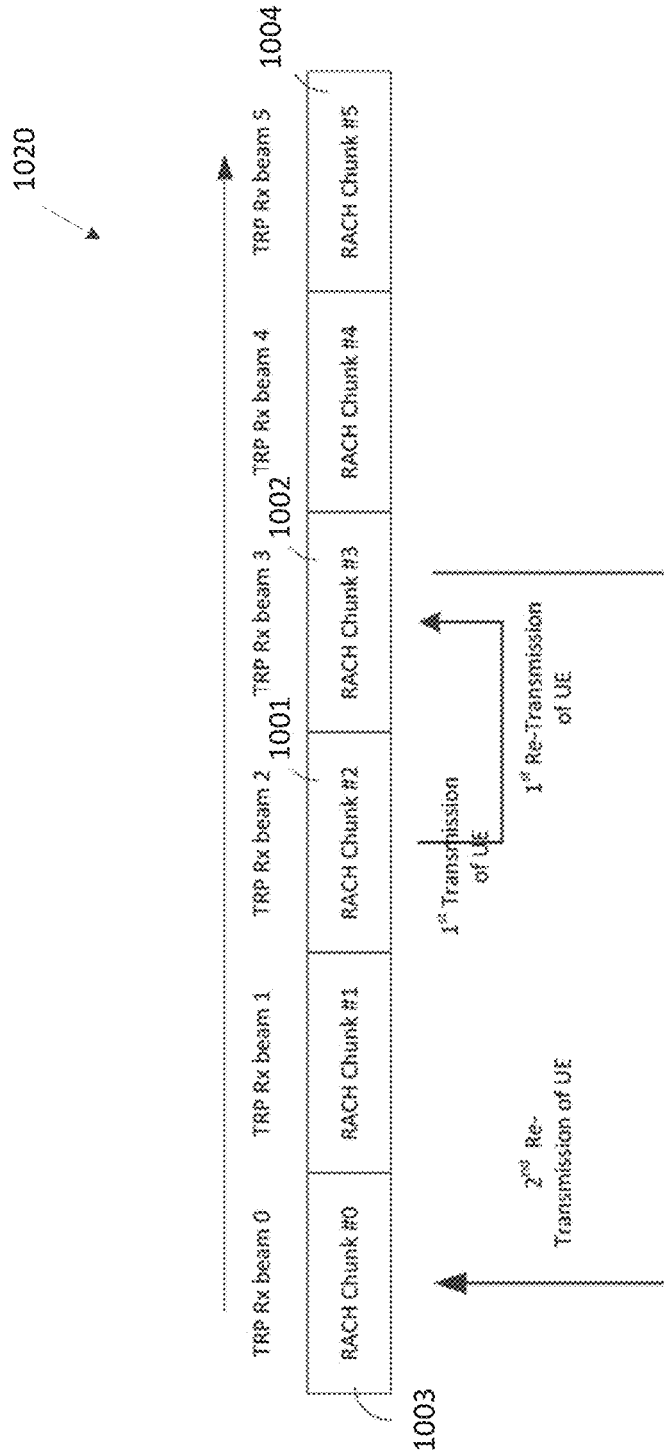 1020
TRP Rx beam 0
TRP Rx beam 1
TRP Rx beam 2
TRP Rx beam 3
TRP Rx beam 4
TRP Rx beam 5
1001
1002
1004
RACH Chunk #0
RACH Chunk #1
RACH Chunk #2
RACH Chunk #3
RACH Chunk #4
RACH Chunk #5
1003
1st Transmission
of UE
1st Re-Transmission
of UE
2nd Re-
Transmission of UE